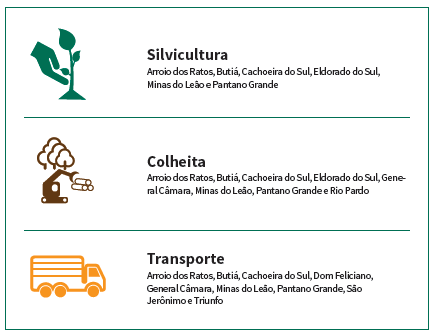 Silvicultura
Arroio dos Ratos, Butiá, Cachoeira do Sul, Eldorado do Sul,
Minas do Leão e Pantano Grande
Colheita
Arroio dos Ratos, Butiá, Cachoeira do Sul, Eldorado do Sul, Gene-
ral Câmara, Minas do Leão, Pantano Grande e Rio Pardo
Transporte
Arroio dos Ratos, Butiá, Cachoeira do Sul, Dom Feliciano,
General Câmara, Minas do Leão, Pantano Grande, São
Jerônimo e Triunfo